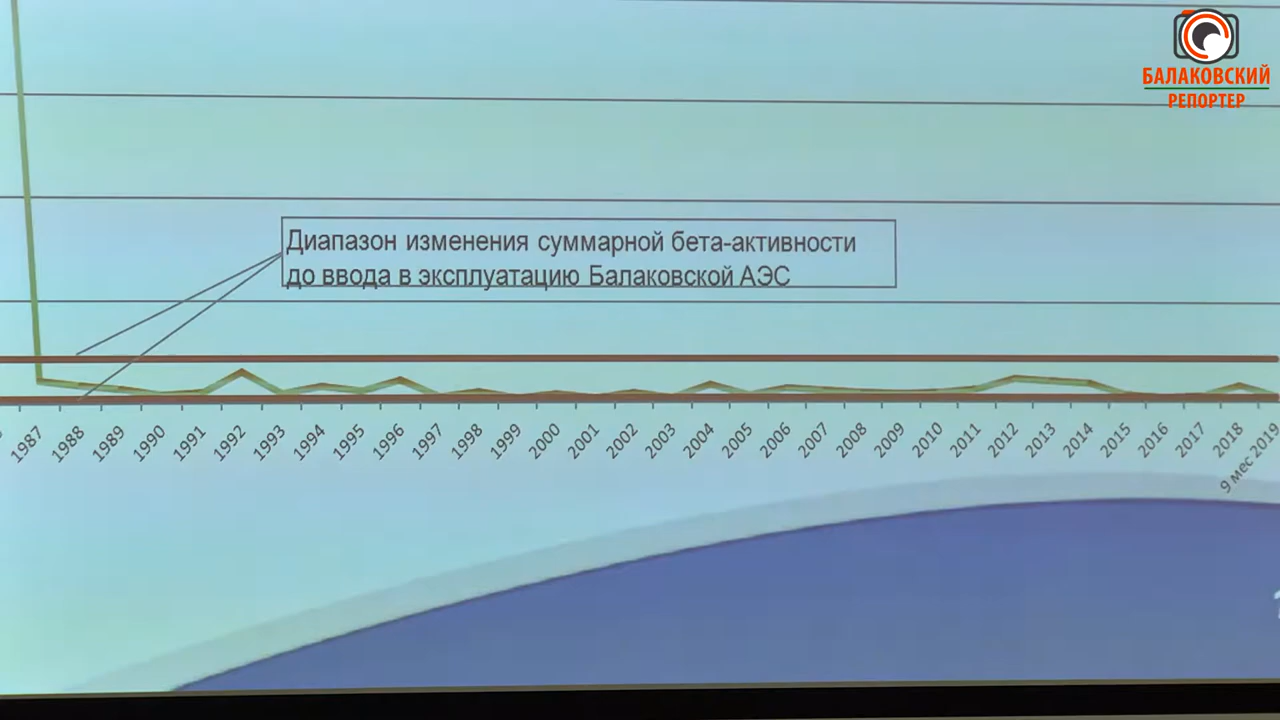 БАЛАКОВСКИЙ
РЕПОРТЕР
Диапазон изменения суммарной бета-активности
до ввода в эксплуатацию Балаковской АЭС
1987 1988 1989 1990 1991 1992 1993 1994 1995 1996 1997 1998 1999 2000 2001 2002 2003 2004 2005 2006 2007 2008 2009 2010 2011 2012 2013 2014 2015 2016 2017 2018 9 мес 2019